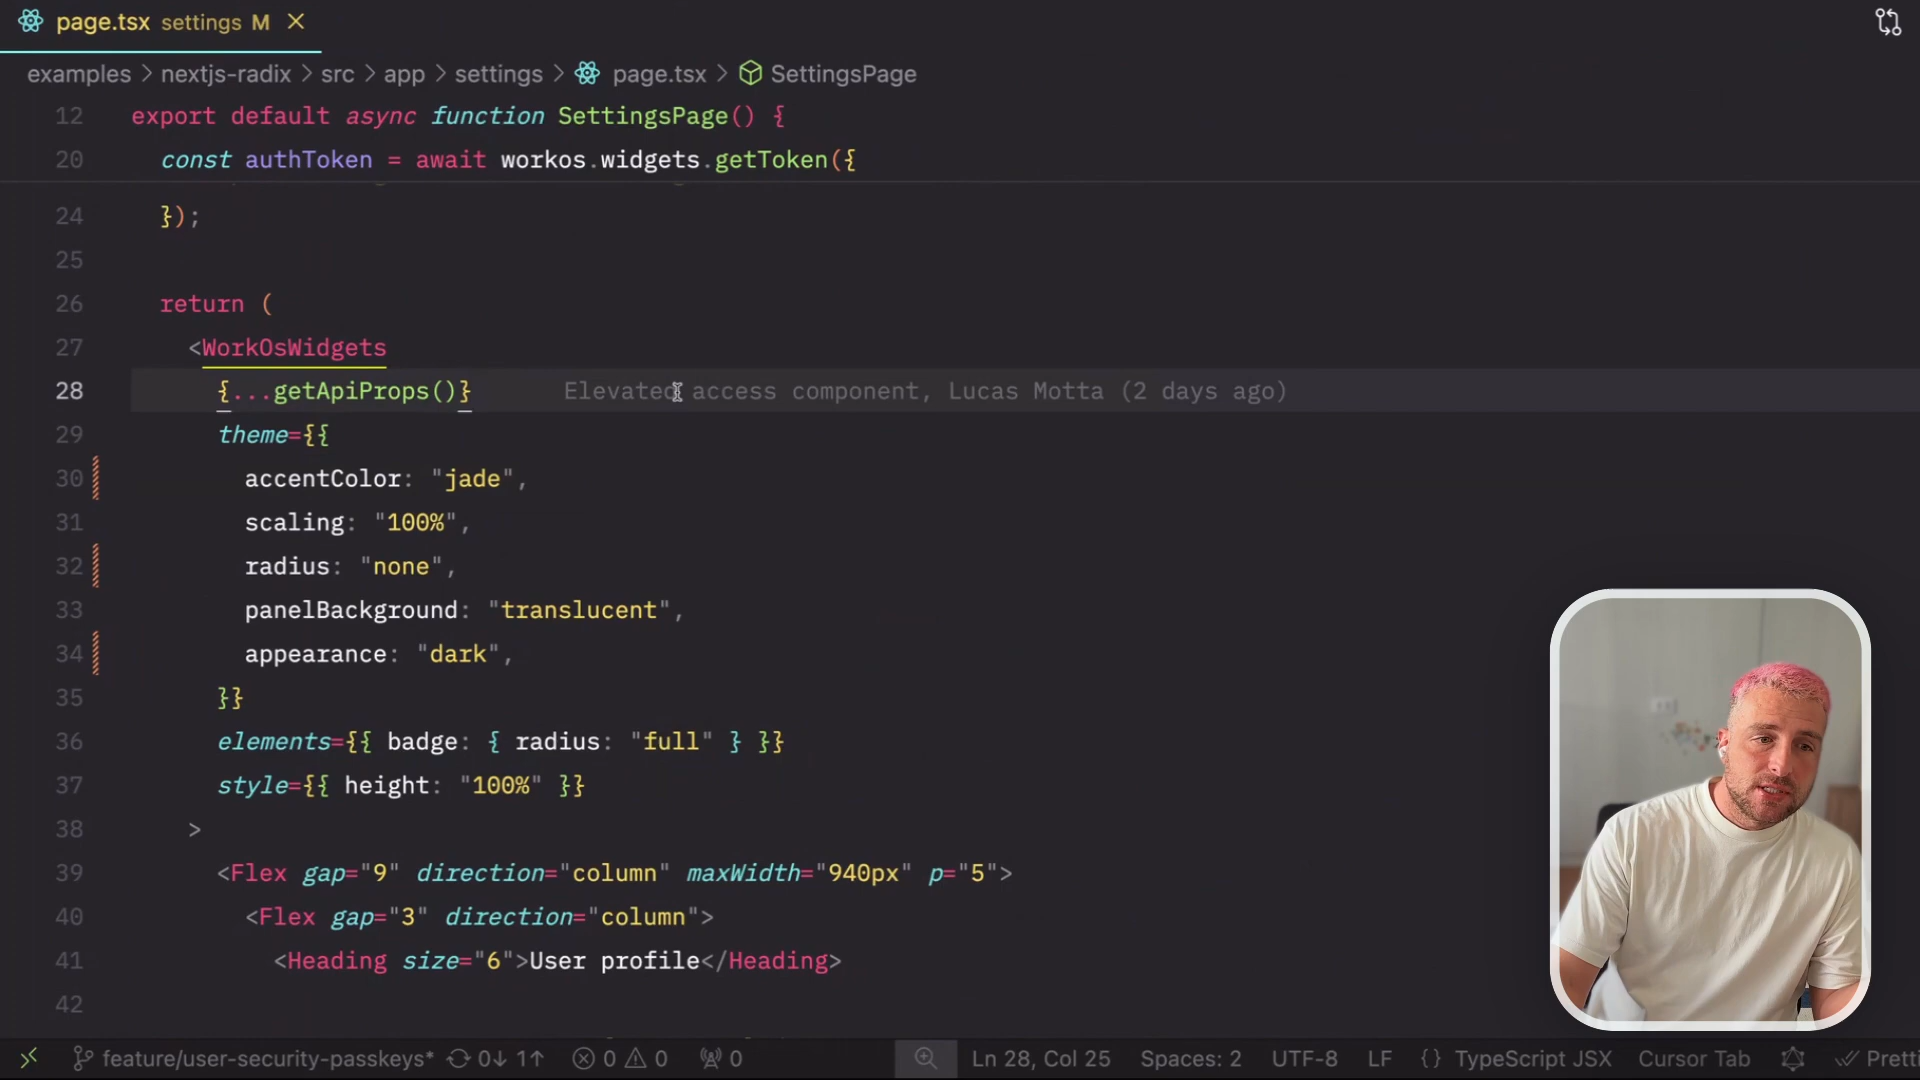 page.tsx settings M
examples > nextjs-radix > src > app > settings > page.tsx > SettingsPage
12 export default async function SettingsPage() {
20 const authToken = await workos.widgets.getToken({
24 });
25
26 return (
27 <WorkOsWidgets
28 {...getApiProps()} Elevated access component, Lucas Motta (2 days ago)
29 theme={{
30 accentColor: "jade",
31 scaling: "100%",
32 radius: "none",
33 panelBackground: "translucent",
34 appearance: "dark",
35 }}
36 elements={{ badge: { radius: "full" } }}
37 style={{ height: "100%" }}
38 >
39 <Flex gap="9" direction="column" maxWidth="940px" p="5">
40 <Flex gap="3" direction="column">
41 <Heading size="6">User profile</Heading>
42
feature/user-security-passkeys* 0↓ 1↑ 0 0 0 Ln 28, Col 25 Spaces: 2 UTF-8 LF {} TypeScript JSX Cursor Tab Pretti